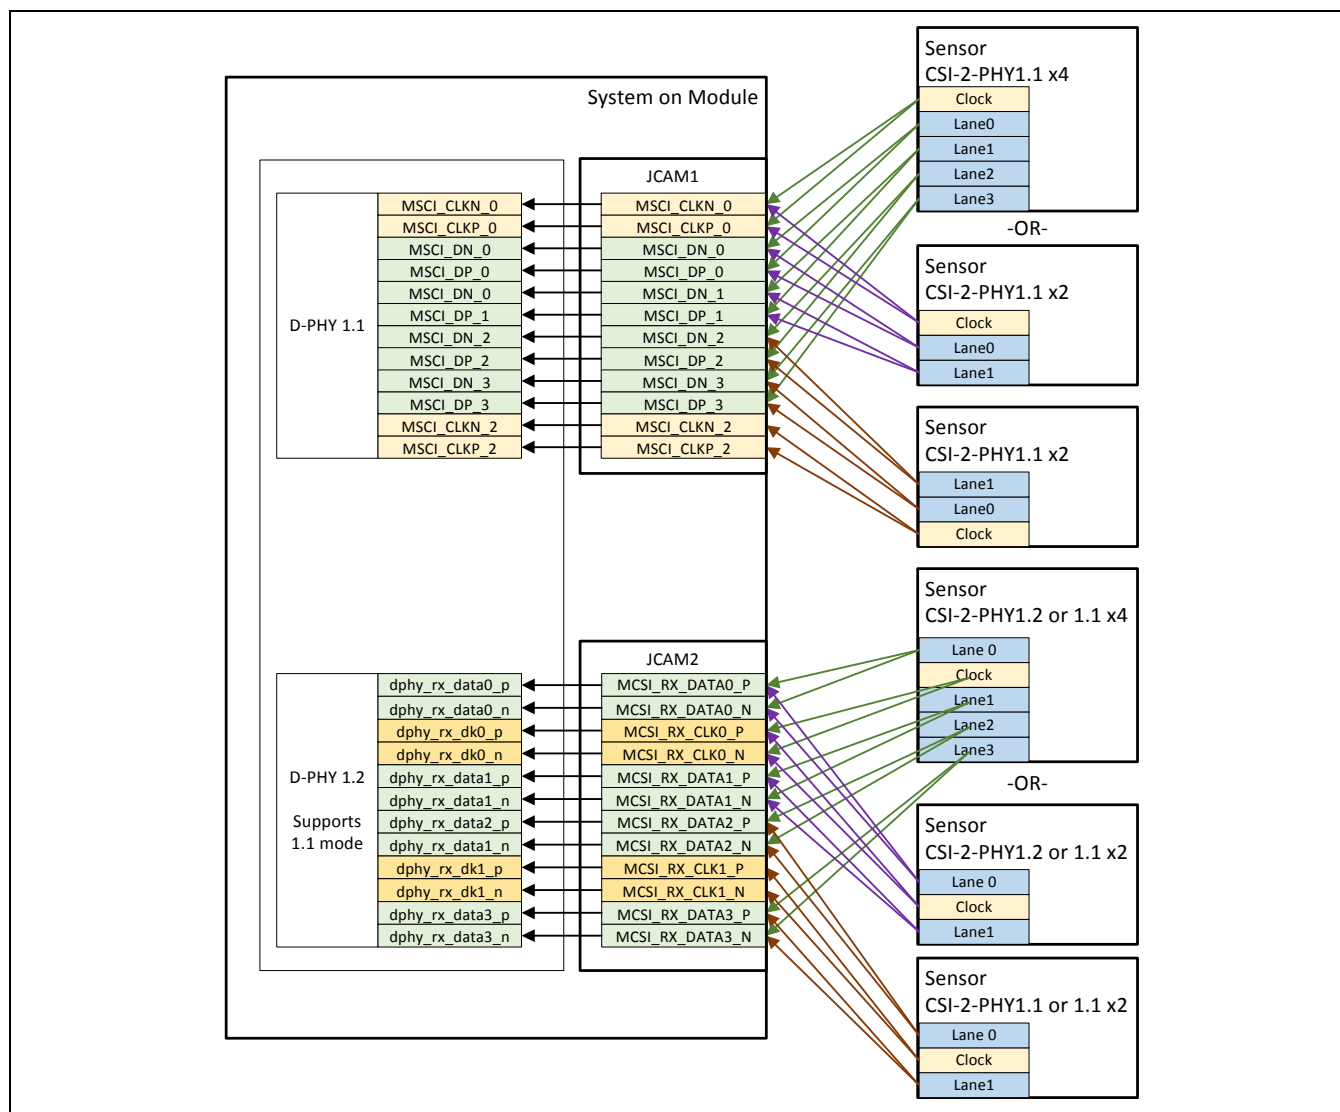 System on Module
D-PHY 1.1
MSCI_CLKN_0
MSCI_CLKP_0
MSCI_DN_0
MSCI_DP_0
MSCI_DN_0
MSCI_DP_1
MSCI_DN_2
MSCI_DP_2
MSCI_DN_3
MSCI_DP_3
MSCI_CLKN_2
MSCI_CLKP_2
JCAM1
MSCI_CLKN_0
MSCI_CLKP_0
MSCI_DN_0
MSCI_DP_0
MSCI_DN_1
MSCI_DP_1
MSCI_DN_2
MSCI_DP_2
MSCI_DN_3
MSCI_DP_3
MSCI_CLKN_2
MSCI_CLKP_2
Sensor
CSI-2-PHY1.1 x4
Clock
Lane0
Lane1
Lane2
Lane3
-OR-
Sensor
CSI-2-PHY1.1 x2
Clock
Lane0
Lane1
Sensor
CSI-2-PHY1.1 x2
Lane1
Lane0
Clock
D-PHY 1.2
Supports
1.1 mode
dphy_rx_data0_p
dphy_rx_data0_n
dphy_rx_dk0_p
dphy_rx_dk0_n
dphy_rx_data1_p
dphy_rx_data1_n
dphy_rx_data2_p
dphy_rx_data1_n
dphy_rx_dk1_p
dphy_rx_dk1_n
dphy_rx_data3_p
dphy_rx_data3_n
JCAM2
MCSI_RX_DATA0_P
MCSI_RX_DATA0_N
MCSI_RX_CLK0_P
MCSI_RX_CLK0_N
MCSI_RX_DATA1_P
MCSI_RX_DATA1_N
MCSI_RX_DATA2_P
MCSI_RX_DATA2_N
MCSI_RX_CLK1_P
MCSI_RX_CLK1_N
MCSI_RX_DATA3_P
MCSI_RX_DATA3_N
Sensor
CSI-2-PHY1.2 or 1.1 x4
Lane 0
Clock
Lane1
Lane2
Lane3
-OR-
Sensor
CSI-2-PHY1.2 or 1.1 x2
Lane 0
Clock
Lane1
Sensor
CSI-2-PHY1.1 or 1.1 x2
Lane 0
Clock
Lane1